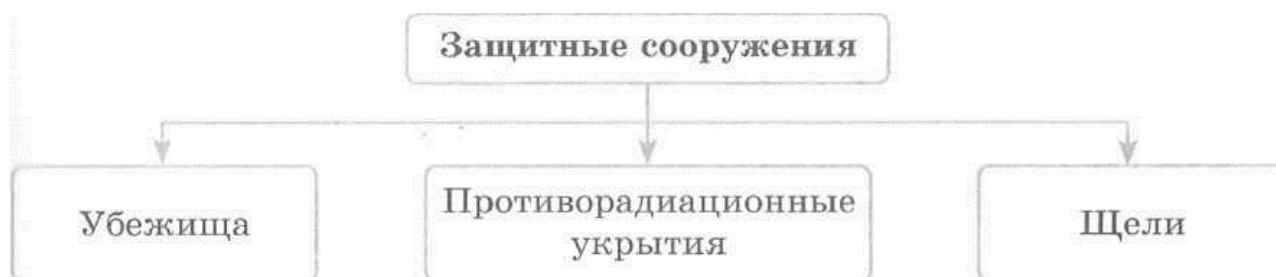 Защитные сооружения
Убежища
Противорадиационные
укрытия
Щели